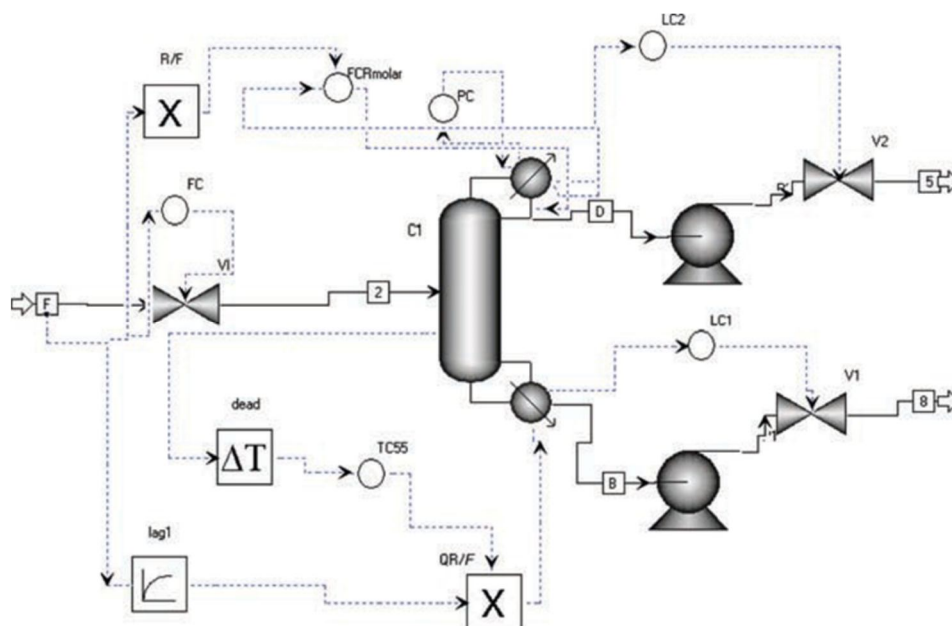 LC2
R/F
FCRmolar
PC
X
V2
FC
5
D
C1
VI
F
2
LC1
V1
8
dead
ΔT
TC55
B
lag1
QR/F
X